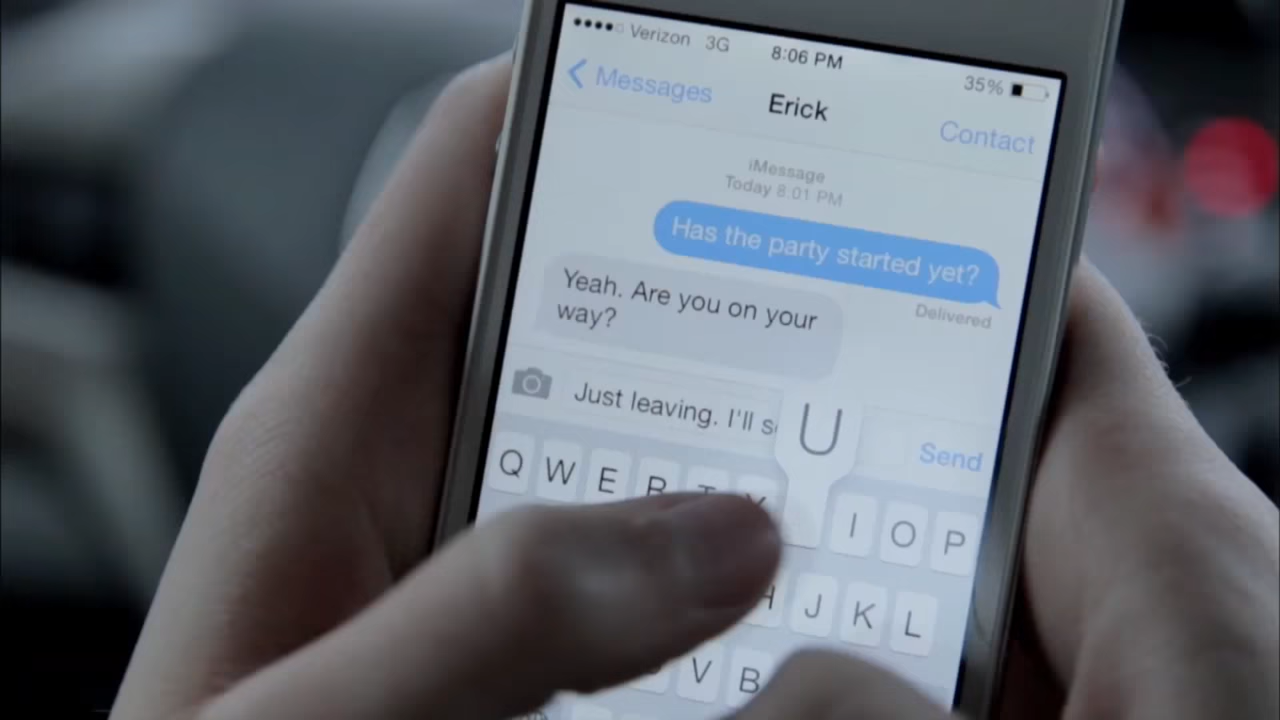 Verizon 3G 8:06 PM 35%
Messages Erick Contact
iMessage
Today 8:01 PM
Has the party started yet?
Delivered
Yeah. Are you on your
way?
Just leaving. I'll s
U
Send
Q W E R T Y I O P
H J K L
V B